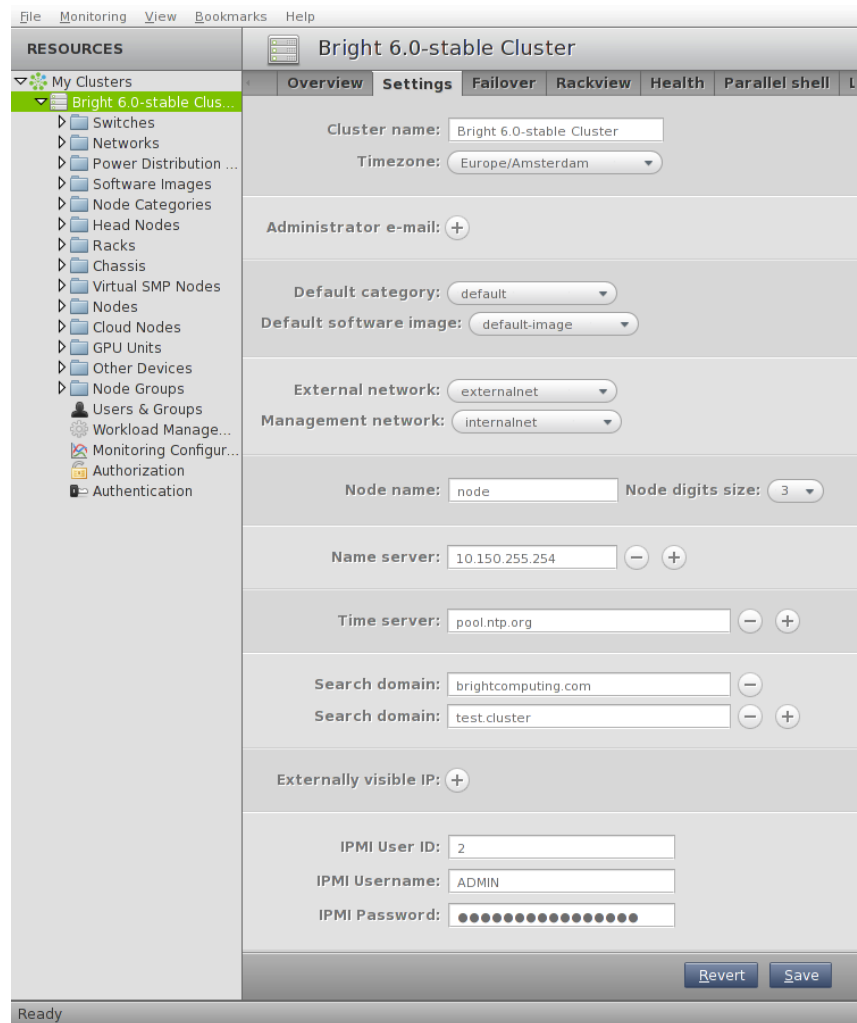 File Monitoring View Bookmarks Help
RESOURCES
My Clusters
Bright 6.0-stable Clus...
Switches
Networks
Power Distribution ...
Software Images
Node Categories
Head Nodes
Racks
Chassis
Virtual SMP Nodes
Nodes
Cloud Nodes
GPU Units
Other Devices
Node Groups
Users & Groups
Workload Manage...
Monitoring Configur...
Authorization
Authentication
Bright 6.0-stable Cluster
Overview Settings Failover Rackview Health Parallel shell L
Cluster name: Bright 6.0-stable Cluster
Timezone: Europe/Amsterdam
Administrator e-mail:
Default category: default
Default software image: default-image
External network: externalnet
Management network: internalnet
Node name: node Node digits size: 3
Name server: 10.150.255.254
Time server: pool.ntp.org
Search domain: brightcomputing.com
Search domain: test.cluster
Externally visible IP:
IPMI User ID: 2
IPMI Username: ADMIN
IPMI Password: ●●●●●●●●●●●●●●●●
Revert Save
Ready